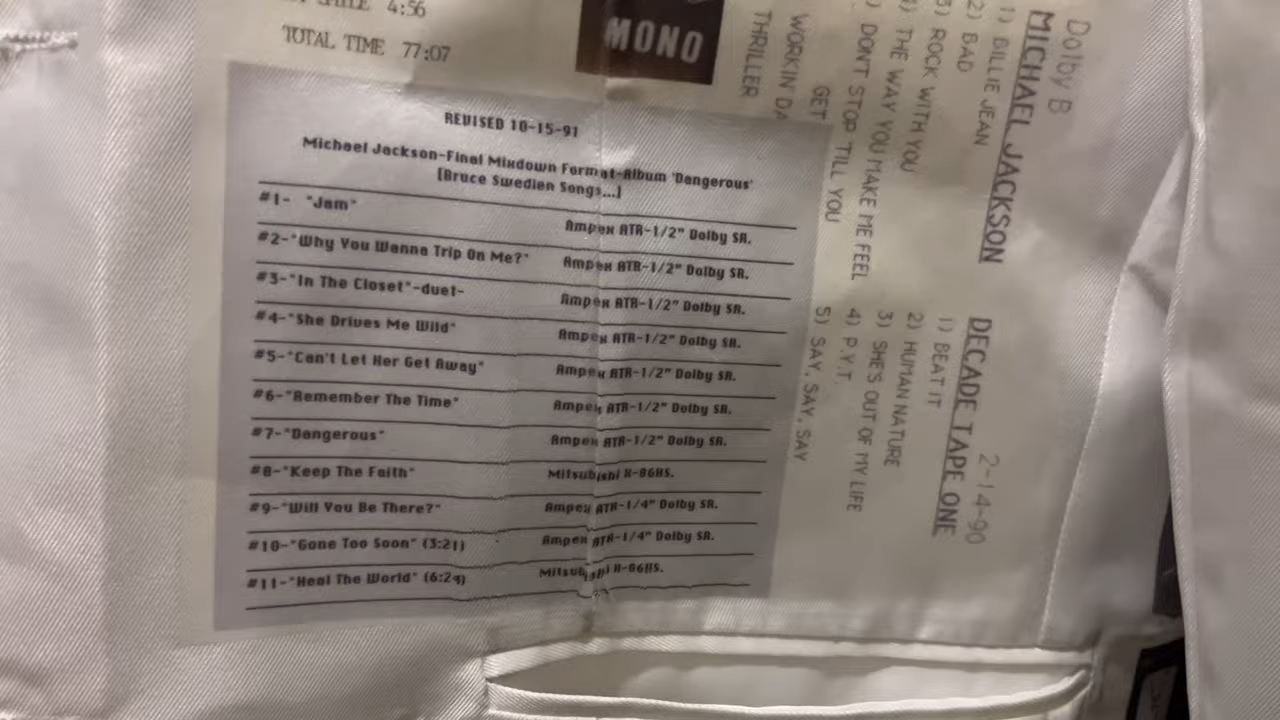 4:56
TOTAL TIME 77:07
MONO
REVISED 10-15-91
Michael Jackson-Final Mixdown Format-Album 'Dangerous'
[Bruce Swedien Songs...]
#1- "Jam" Ampex ATR-1/2" Dolby SR.
#2-"Why You Wanna Trip On Me?" Ampex ATR-1/2" Dolby SR.
#3-"In The Closet"-duet- Ampex ATR-1/2" Dolby SR.
#4-"She Drives Me Wild" Ampex ATR-1/2" Dolby SR.
#5-"Can't Let Her Get Away" Ampex ATR-1/2" Dolby SR.
#6-"Remember The Time" Ampex ATR-1/2" Dolby SR.
#7-"Dangerous" Ampex ATR-1/2" Dolby SR.
#8-"Keep The Faith" Mitsubishi X-86HS.
#9-"Will You Be There?" Ampex ATR-1/4" Dolby SR.
#10-"Gone Too Soon" (3:21) Ampex ATR-1/4" Dolby SR.
#11-"Heal The World" (6:24) Mitsubishi X-86HS.
Dolby B
MICHAEL JACKSON
1) BILLIE JEAN
2) BAD
3) ROCK WITH YOU
) THE WAY YOU MAKE ME FEEL
) DONT STOP TILL YOU
GET
WORKIN DA
THRILLER
2-14-90
DECADE TAPE ONE
1) BEAT IT
2) HUMAN NATURE
3) SHE'S OUT OF MY LIFE
4) P.Y.T.
5) SAY, SAY, SAY